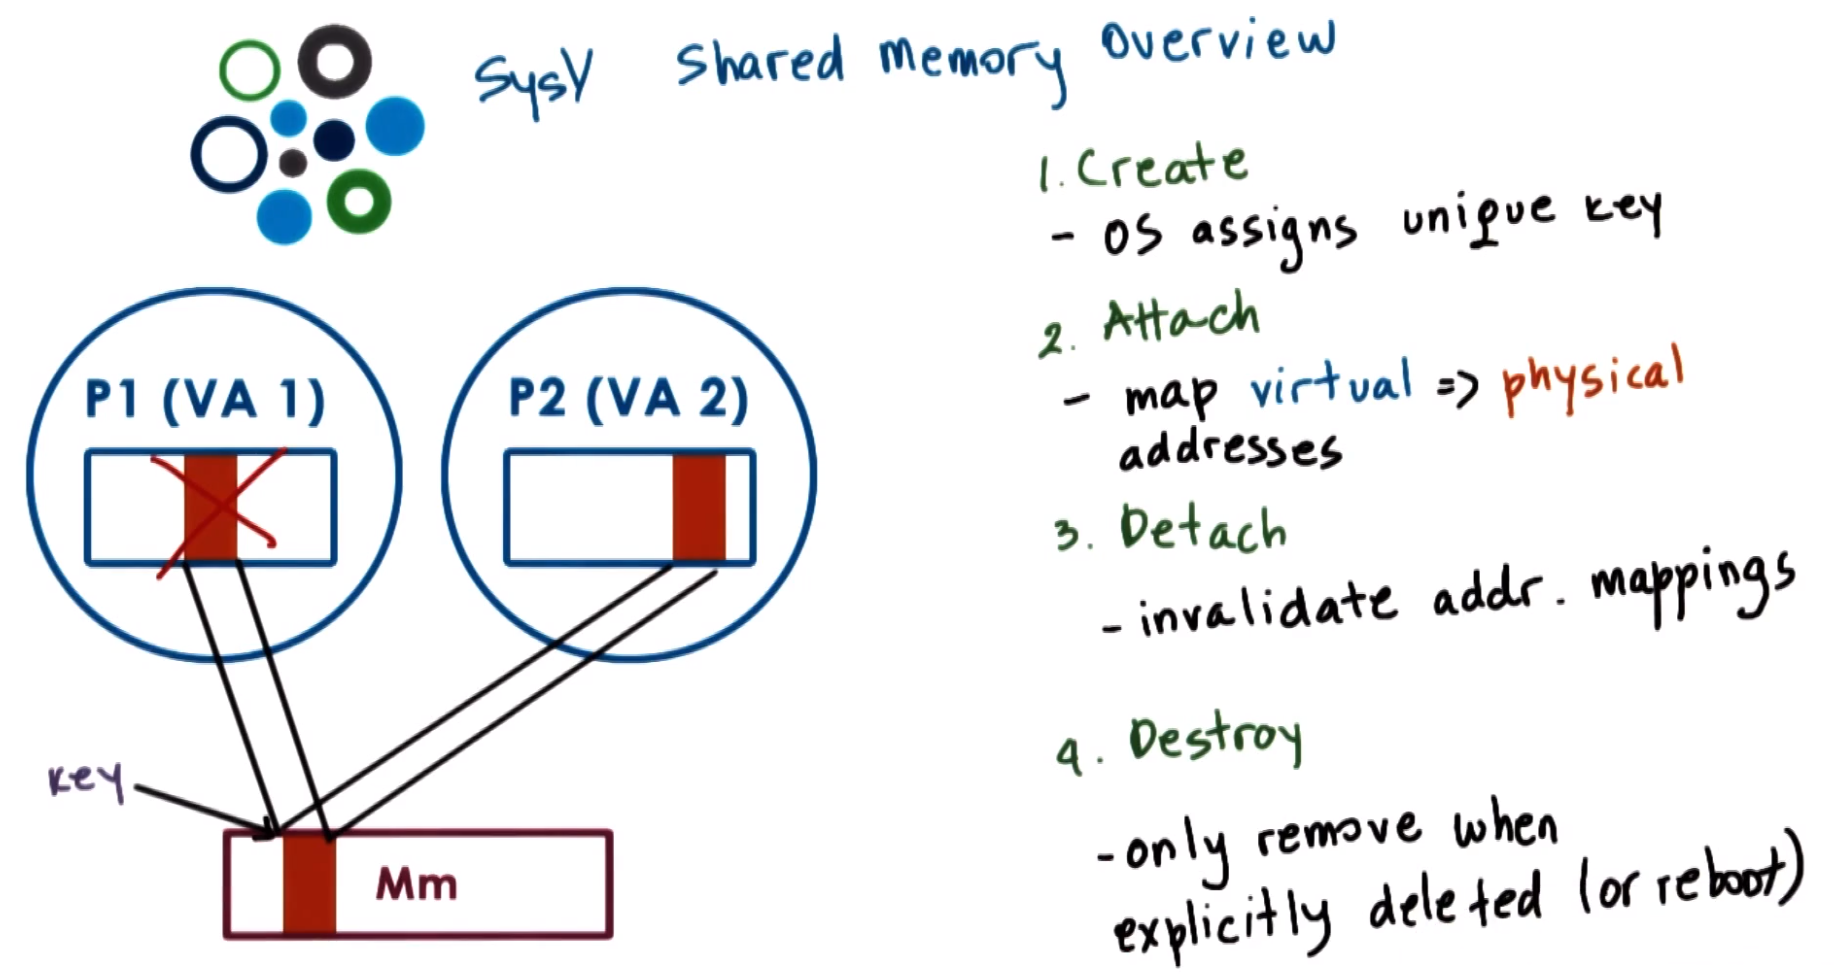 SysV Shared Memory Overview
1. Create
- OS assigns unique key
2. Attach
- map virtual => physical
addresses
3. Detach
- invalidate addr. mappings
4. Destroy
- only remove when
explicitly deleted (or reboot)
P1 (VA 1)
P2 (VA 2)
key
Mm